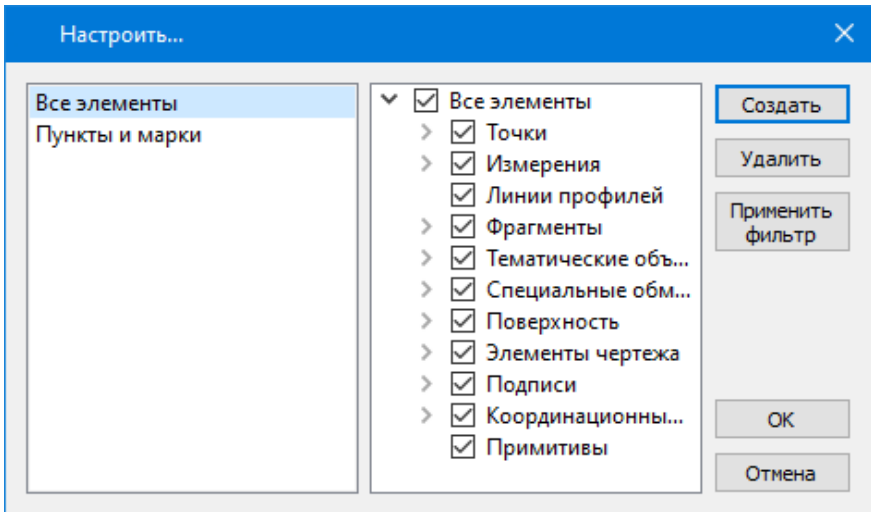 Настроить...
Все элементы
Пункты и марки
Все элементы
Точки
Измерения
Линии профилей
Фрагменты
Тематические объ...
Специальные обм...
Поверхность
Элементы чертежа
Подписи
Координационны...
Примитивы
Создать
Удалить
Применить
фильтр
ОК
Отмена